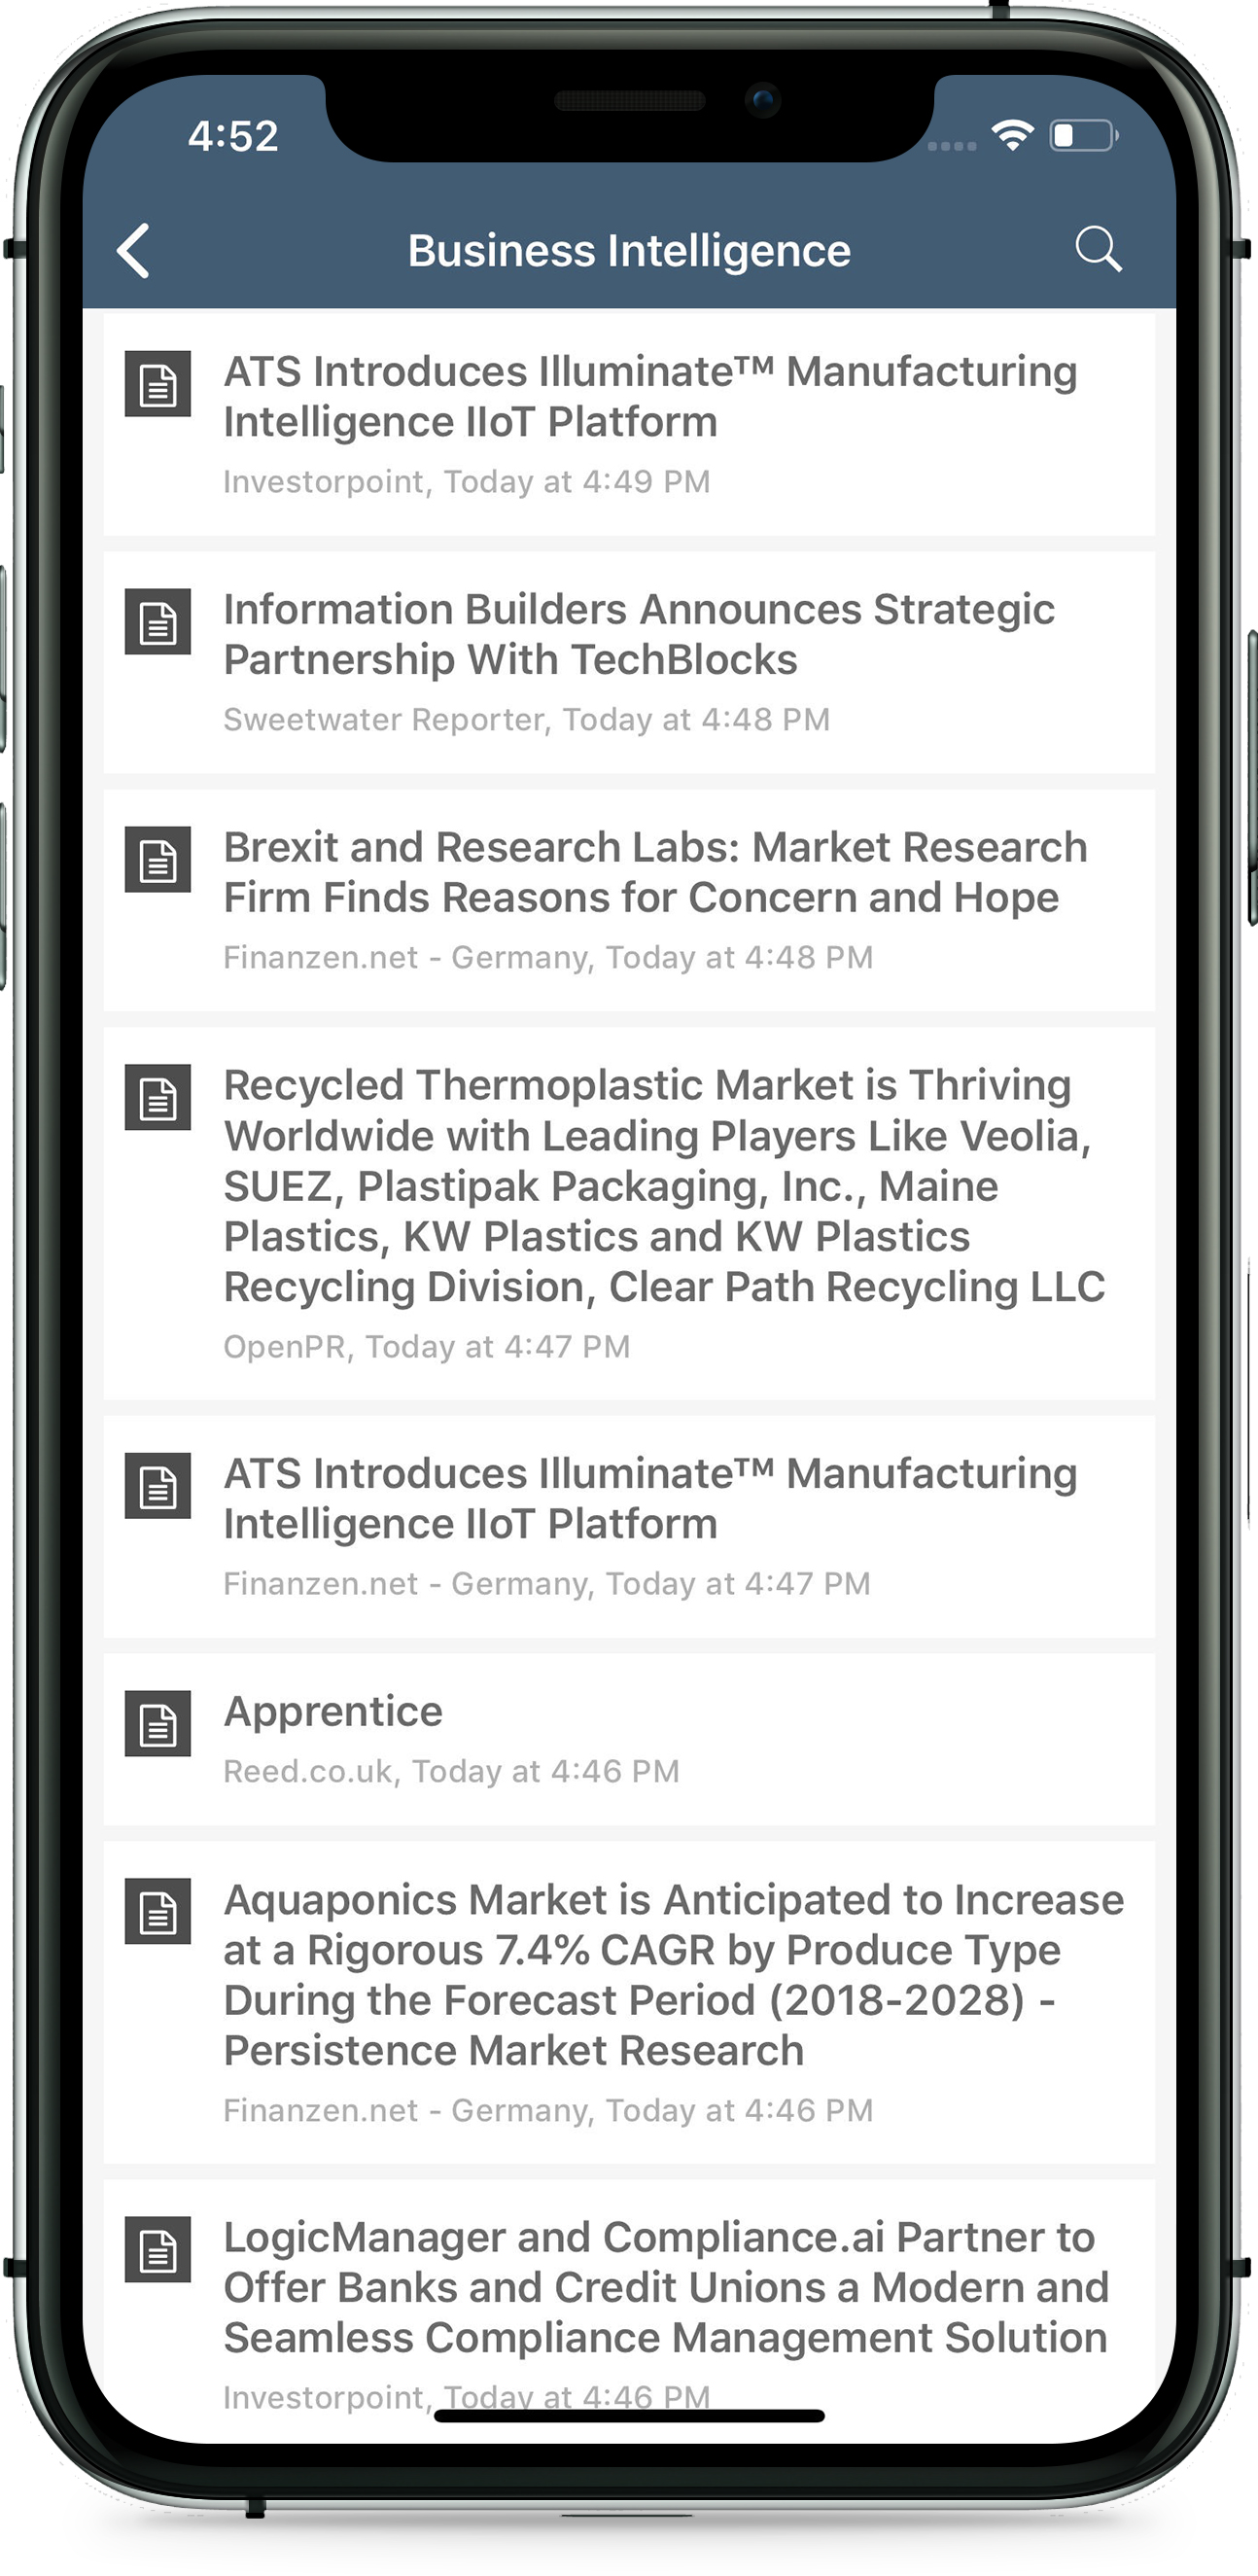 4:52
Business Intelligence
ATS Introduces Illuminate™ Manufacturing
Intelligence IIoT Platform
Investorpoint, Today at 4:49 PM
Information Builders Announces Strategic
Partnership With TechBlocks
Sweetwater Reporter, Today at 4:48 PM
Brexit and Research Labs: Market Research
Firm Finds Reasons for Concern and Hope
Finanzen.net - Germany, Today at 4:48 PM
Recycled Thermoplastic Market is Thriving
Worldwide with Leading Players Like Veolia,
SUEZ, Plastipak Packaging, Inc., Maine
Plastics, KW Plastics and KW Plastics
Recycling Division, Clear Path Recycling LLC
OpenPR, Today at 4:47 PM
ATS Introduces Illuminate™ Manufacturing
Intelligence IIoT Platform
Finanzen.net - Germany, Today at 4:47 PM
Apprentice
Reed.co.uk, Today at 4:46 PM
Aquaponics Market is Anticipated to Increase
at a Rigorous 7.4% CAGR by Produce Type
During the Forecast Period (2018-2028) -
Persistence Market Research
Finanzen.net - Germany, Today at 4:46 PM
LogicManager and Compliance.ai Partner to
Offer Banks and Credit Unions a Modern and
Seamless Compliance Management Solution
Investorpoint, Today at 4:46 PM